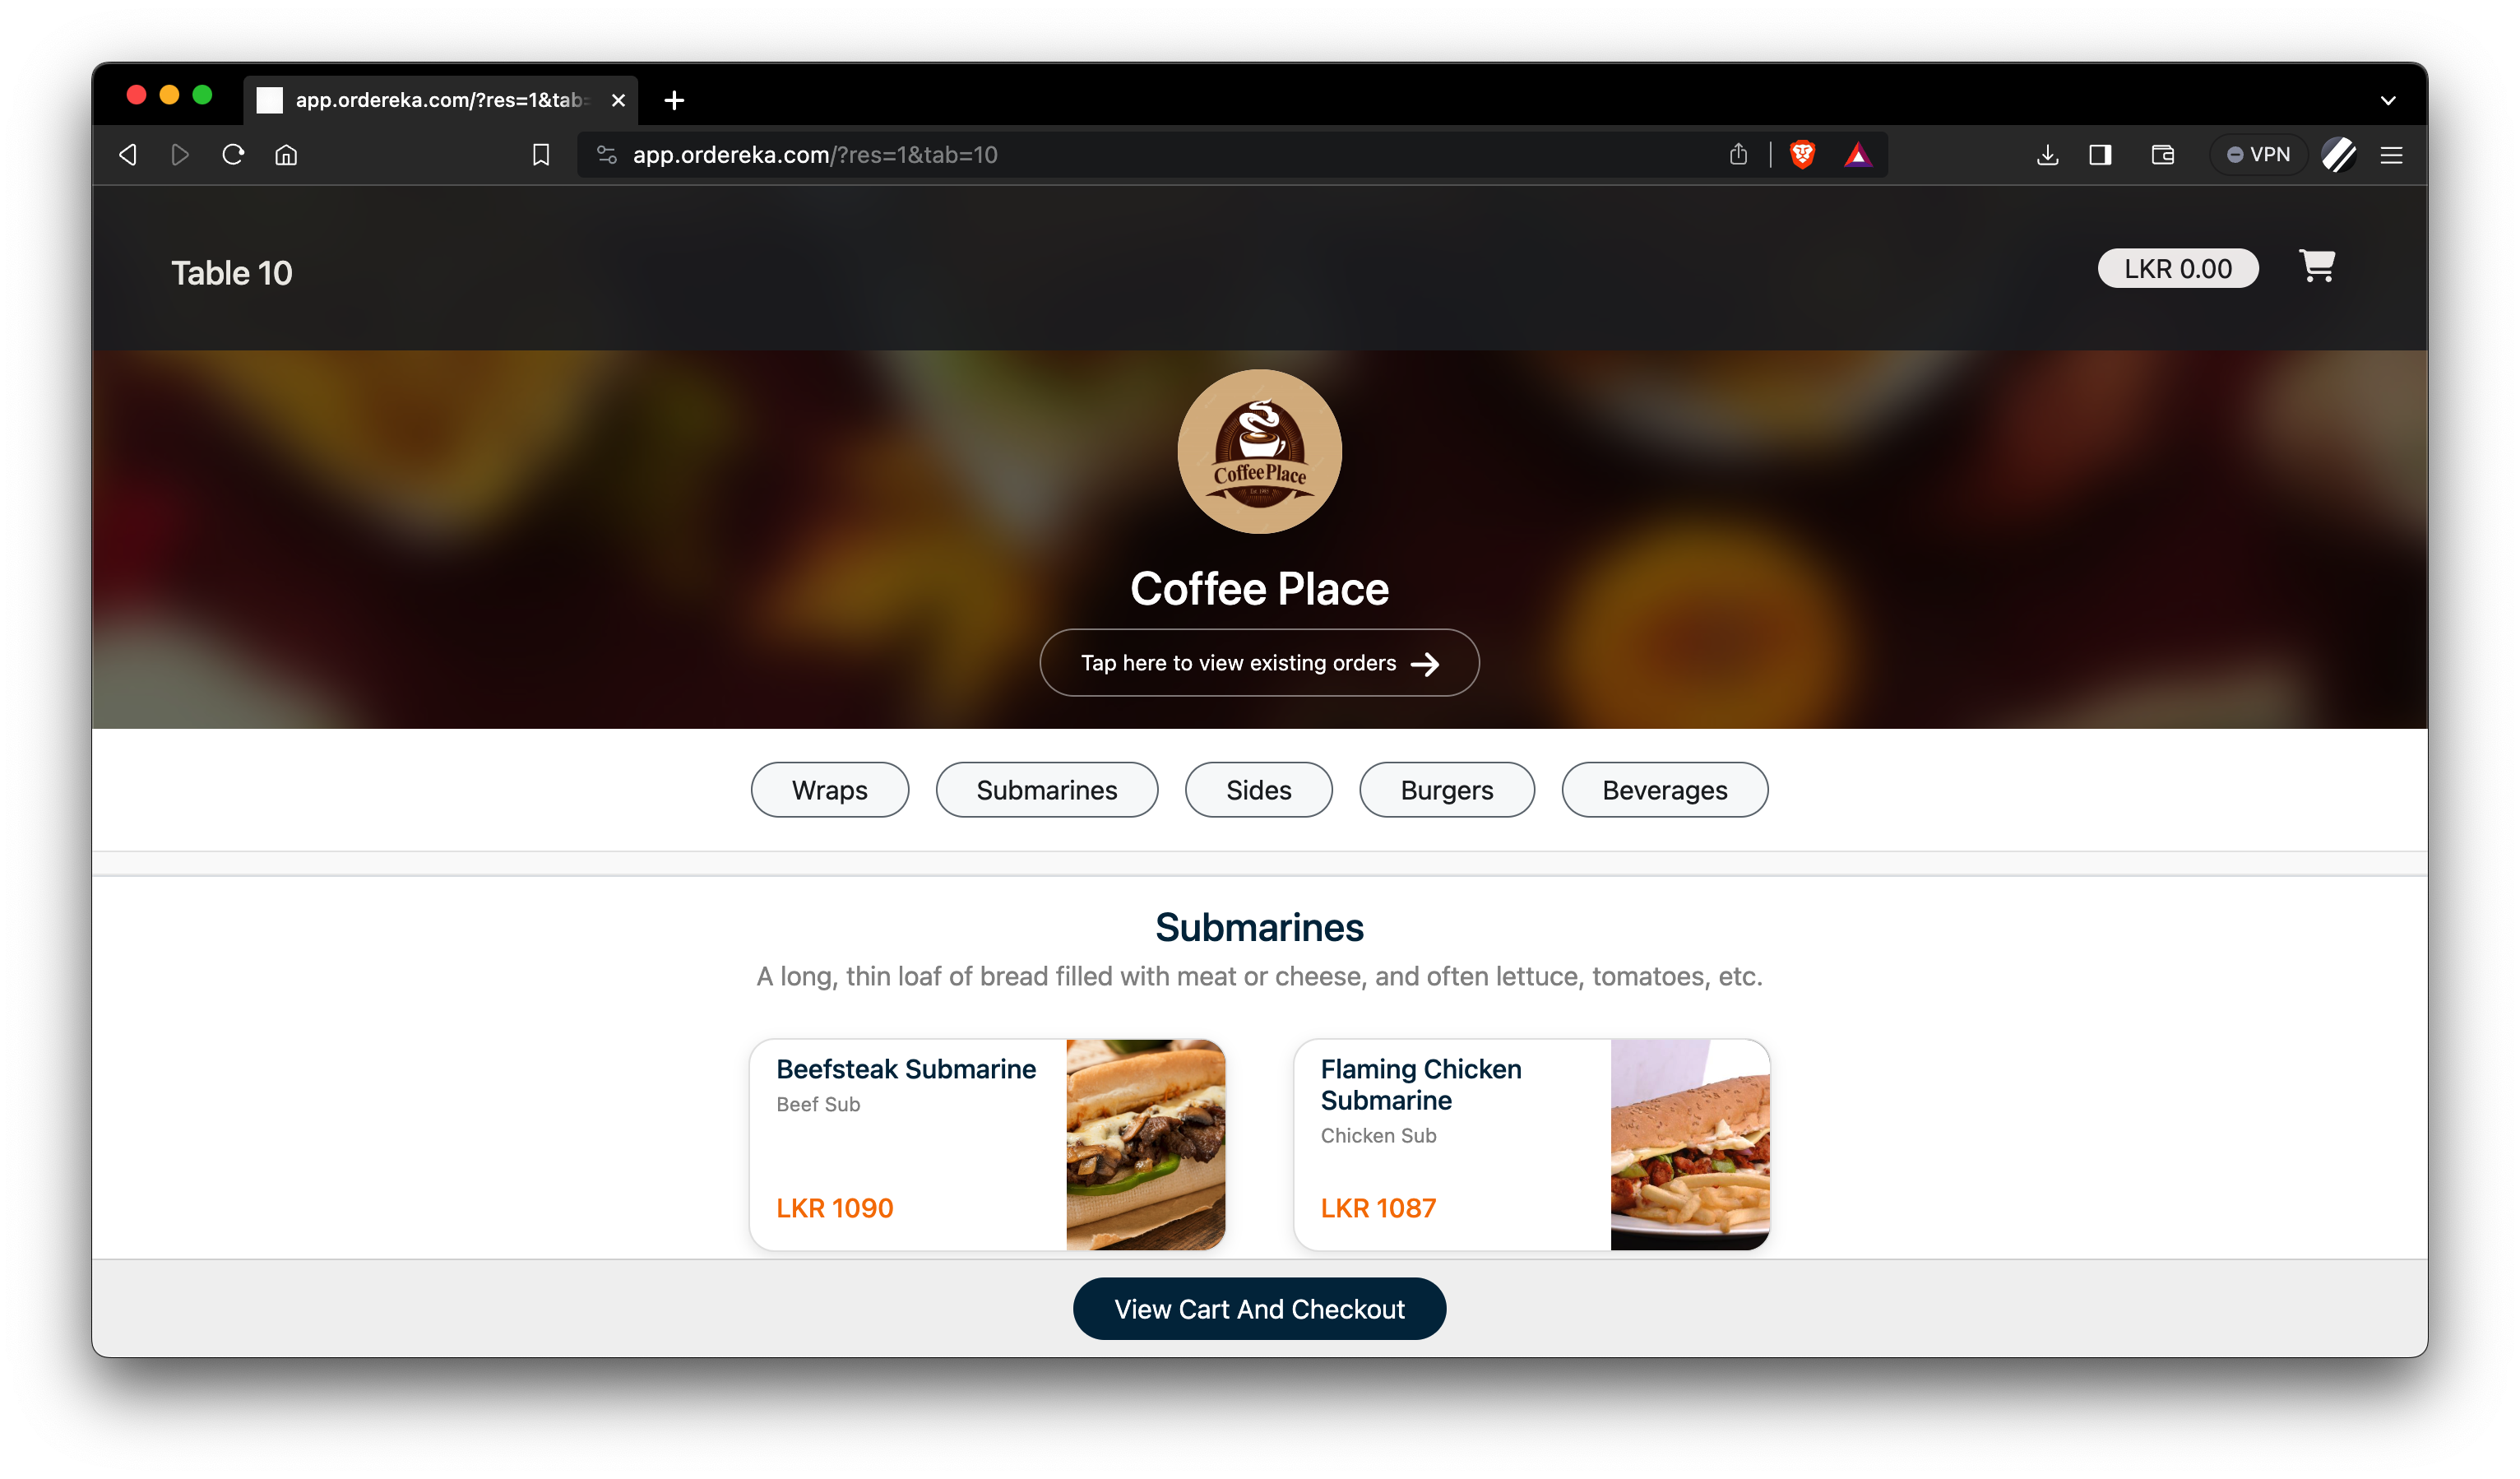 app.ordereka.com/?res=1&tab=
app.ordereka.com/?res=1&tab=10
VPN
Table 10
LKR 0.00
Coffee Place
Coffee Place
Tap here to view existing orders
Wraps
Submarines
Sides
Burgers
Beverages
Submarines
A long, thin loaf of bread filled with meat or cheese, and often lettuce, tomatoes, etc.
Beefsteak Submarine
Beef Sub
LKR 1090
Flaming Chicken
Submarine
Chicken Sub
LKR 1087
View Cart And Checkout